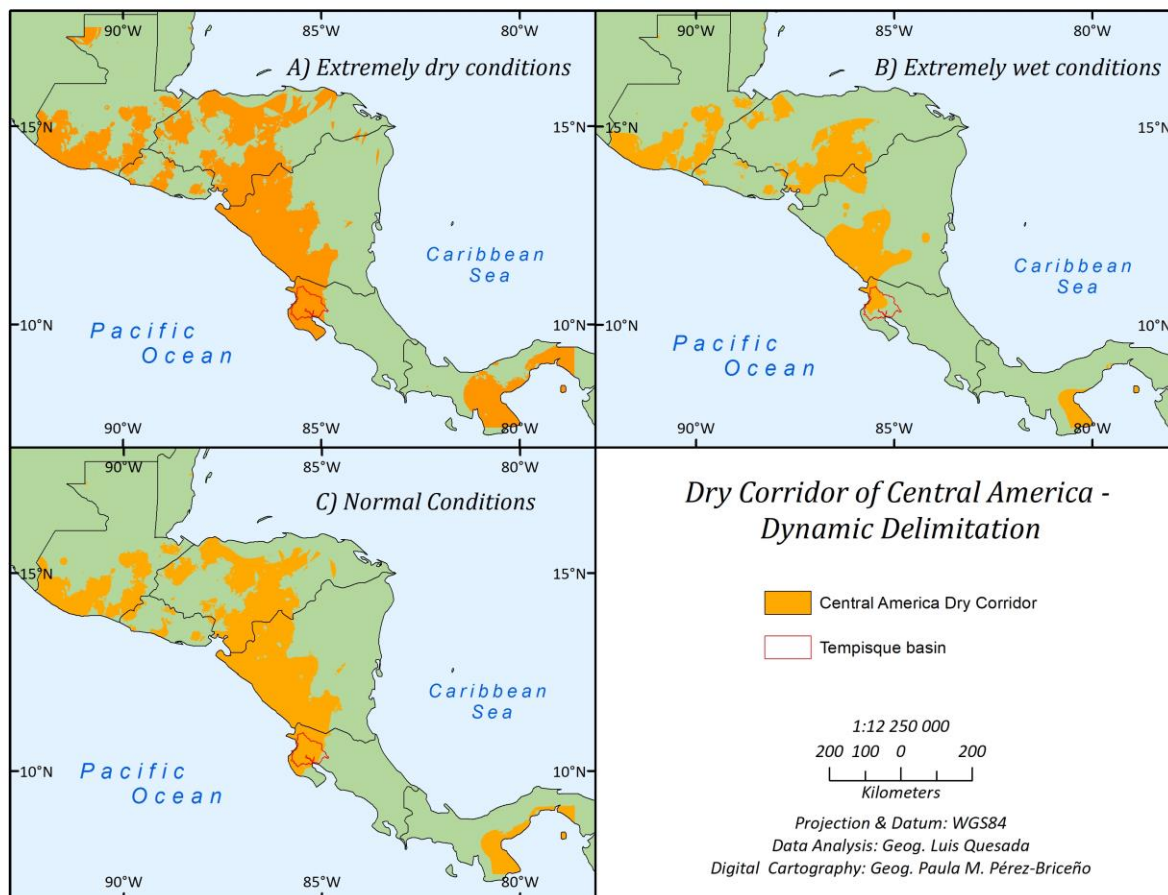 90°W
85°W
80°W
A) Extremely dry conditions
15°N
Caribbean
Sea
10°N
Pacific
Ocean
90°W
85°W
80°W
90°W
85°W
80°W
B) Extremely wet conditions
15°N
15°N
Caribbean
Sea
10°N
10°N
Pacific
Ocean
90°W
85°W
80°W
90°W
85°W
80°W
C) Normal Conditions
15°N
Caribbean
Sea
10°N
Pacific
Ocean
90°W
85°W
80°W
Dry Corridor of Central America -
Dynamic Delimitation
Central America Dry Corridor
Tempisque basin
1:12 250 000
200 100 0 200
Kilometers
Projection & Datum: WGS84
Data Analysis: Geog. Luis Quesada
Digital Cartography: Geog. Paula M. Pérez-Briceño